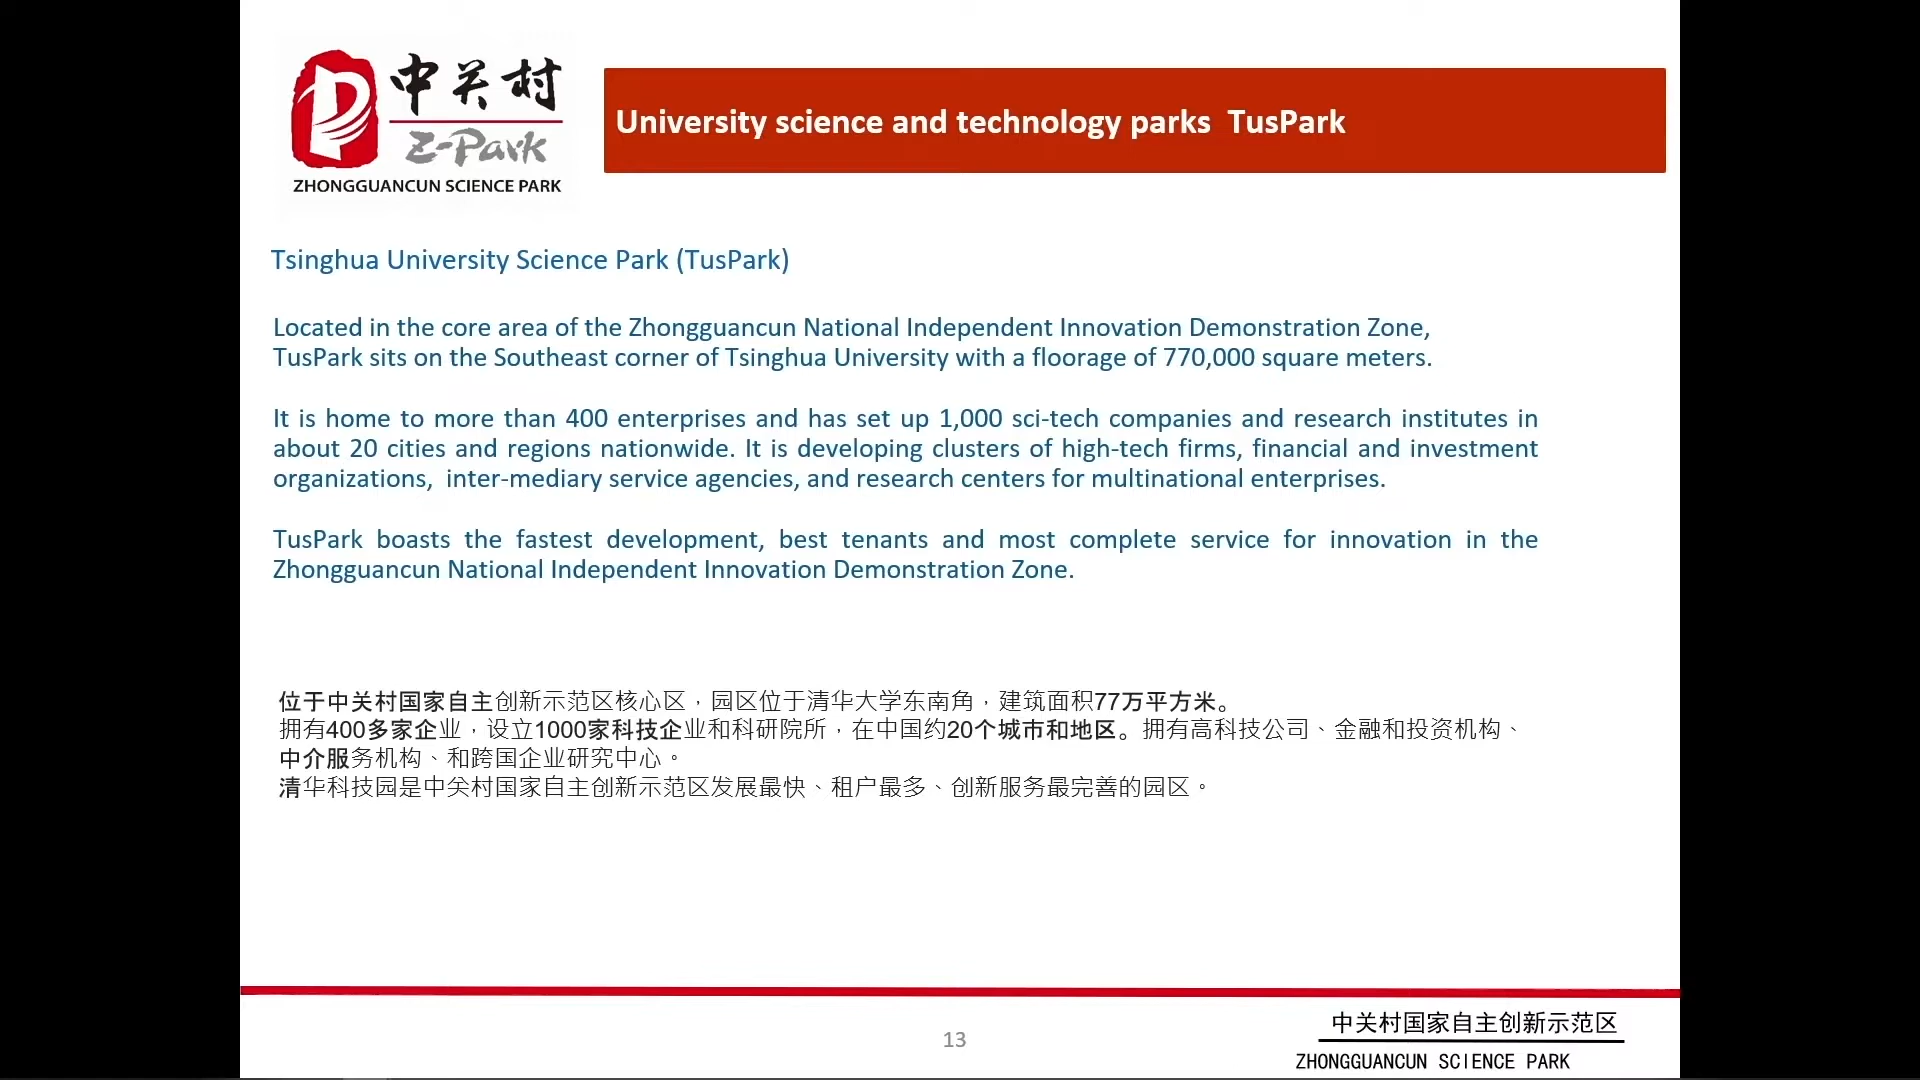 中关村
Z-Park
ZHONGGUANCUN SCIENCE PARK
University science and technology parks TusPark
Tsinghua University Science Park (TusPark)
Located in the core area of the Zhongguancun National Independent Innovation Demonstration Zone,
TusPark sits on the Southeast corner of Tsinghua University with a floorage of 770,000 square meters.
It is home to more than 400 enterprises and has set up 1,000 sci-tech companies and research institutes in
about 20 cities and regions nationwide. It is developing clusters of high-tech firms, financial and investment
organizations, inter-mediary service agencies, and research centers for multinational enterprises.
TusPark boasts the fastest development, best tenants and most complete service for innovation in the
Zhongguancun National Independent Innovation Demonstration Zone.
位于中关村国家自主创新示范区核心区，园区位于清华大学东南角，建筑面积77万平方米。
拥有400多家企业，设立1000家科技企业和科研院所，在中国约20个城市和地区。拥有高科技公司、金融和投资机构、
中介服务机构、和跨国企业研究中心。
清华科技园是中尖村国家自主创新示范区发展最快、租户最多、创新服务最完善的园区。
13
中关村国家自主创新示范区
ZHONGGUANCUN SCIENCE PARK